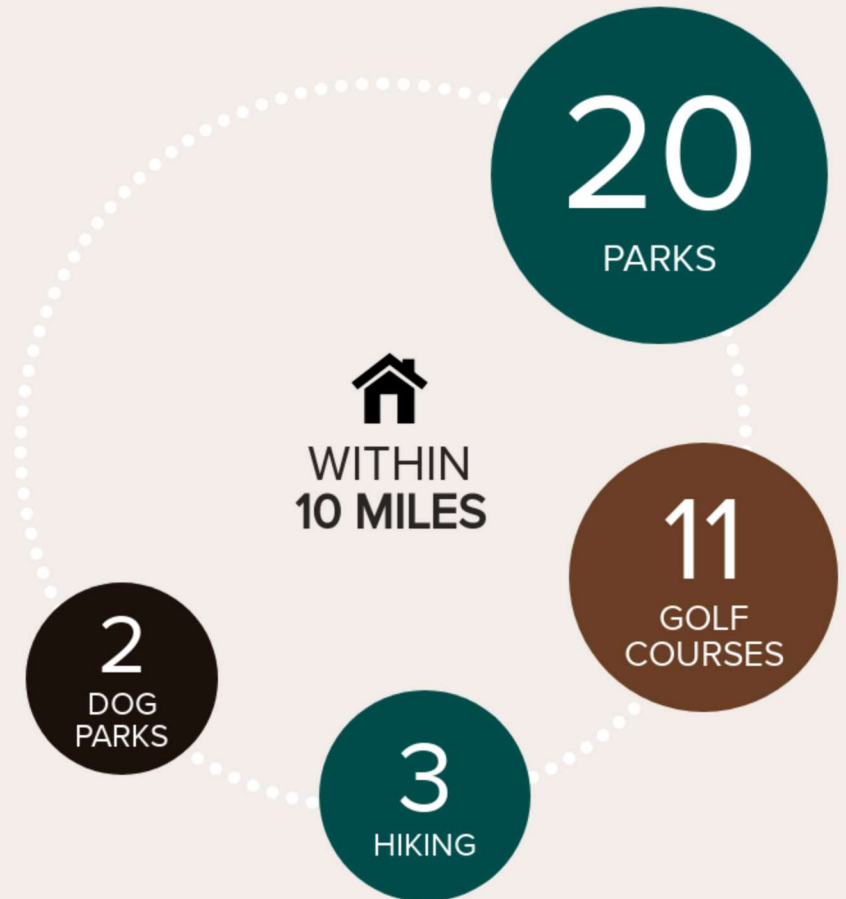 20
PARKS
WITHIN
10 MILES
11
GOLF
COURSES
2
DOG
PARKS
3
HIKING